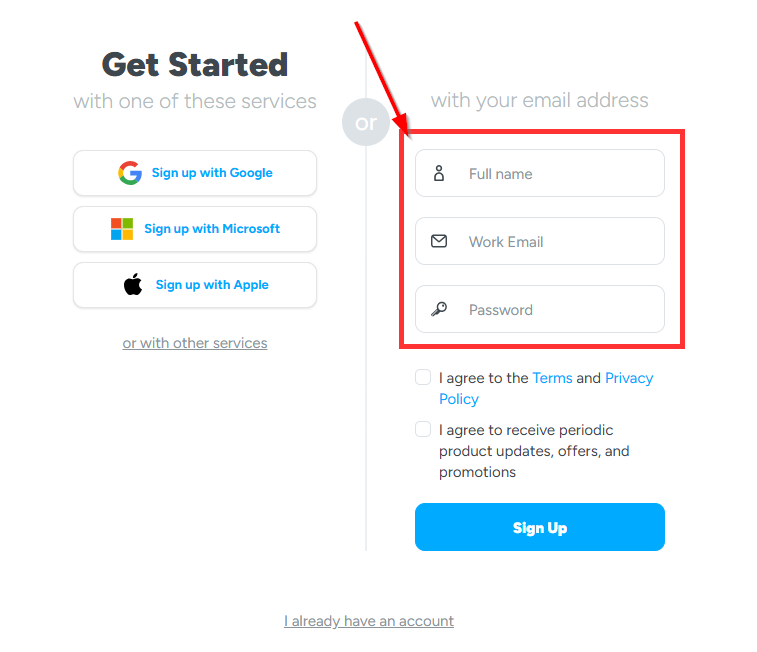 Get Started
with one of these services
Sign up with Google
Sign up with Microsoft
Sign up with Apple
or with other services
or
with your email address
Full name
Work Email
Password
I agree to the Terms and Privacy
Policy
I agree to receive periodic
product updates, offers, and
promotions
Sign Up
I already have an account